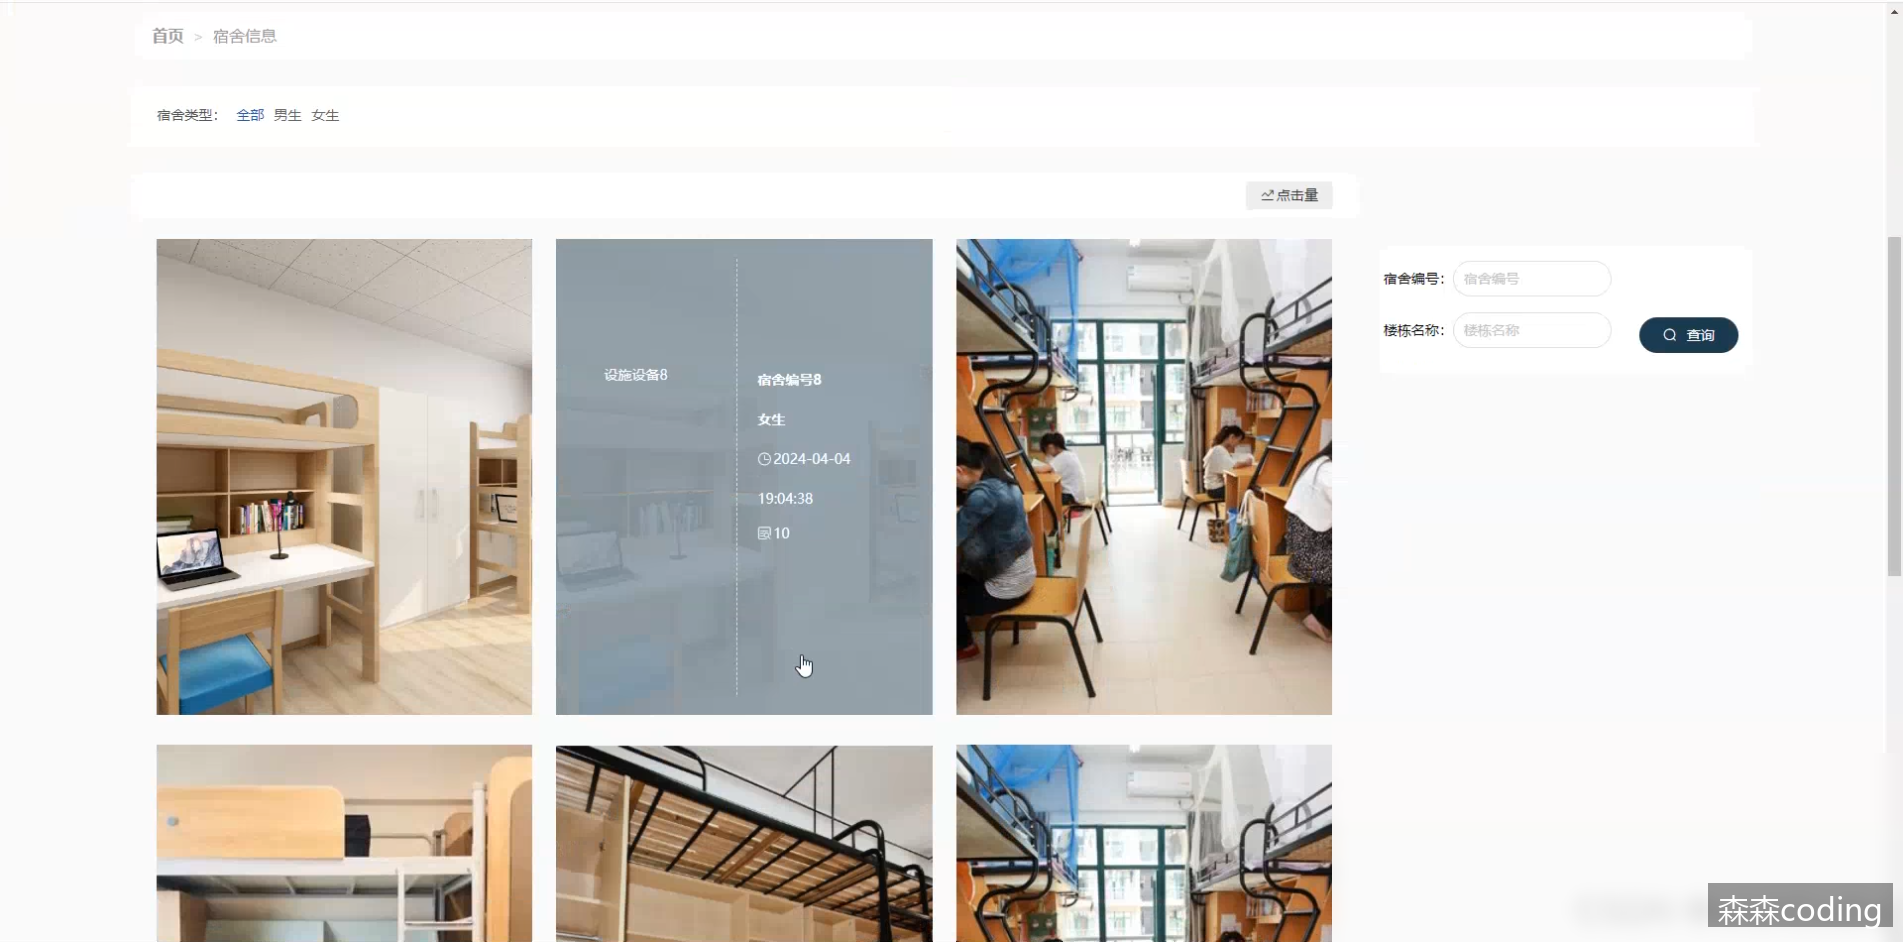 首页 > 宿舍信息
宿舍类型： 全部 男生 女生
点击量
设施设备8
宿舍编号8
女生
2024-04-04
19:04:38
10
宿舍编号： 宿舍编号
楼栋名称： 楼栋名称
查询
森森coding